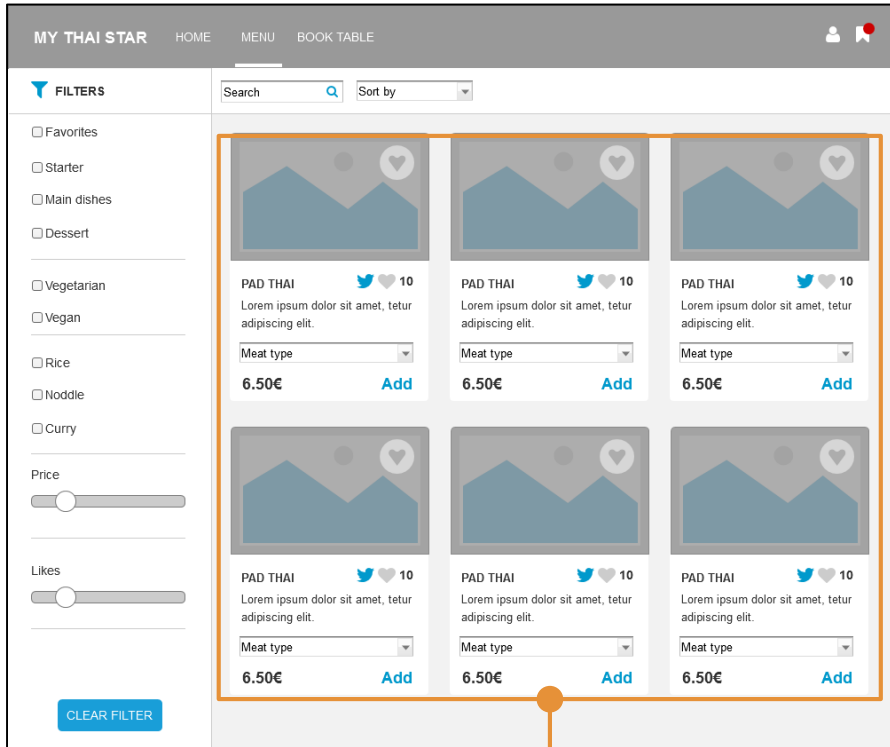 MY THAI STAR HOME MENU BOOK TABLE
FILTERS
Search Sort by
Favorites
Starter
Main dishes
Dessert
Vegetarian
Vegan
Rice
Noddle
Curry
Price
Likes
CLEAR FILTER
PAD THAI 10
Lorem ipsum dolor sit amet, tetur
adipiscing elit.
Meat type
6.50€ Add
PAD THAI 10
Lorem ipsum dolor sit amet, tetur
adipiscing elit.
Meat type
6.50€ Add
PAD THAI 10
Lorem ipsum dolor sit amet, tetur
adipiscing elit.
Meat type
6.50€ Add
PAD THAI 10
Lorem ipsum dolor sit amet, tetur
adipiscing elit.
Meat type
6.50€ Add
PAD THAI 10
Lorem ipsum dolor sit amet, tetur
adipiscing elit.
Meat type
6.50€ Add
PAD THAI 10
Lorem ipsum dolor sit amet, tetur
adipiscing elit.
Meat type
6.50€ Add